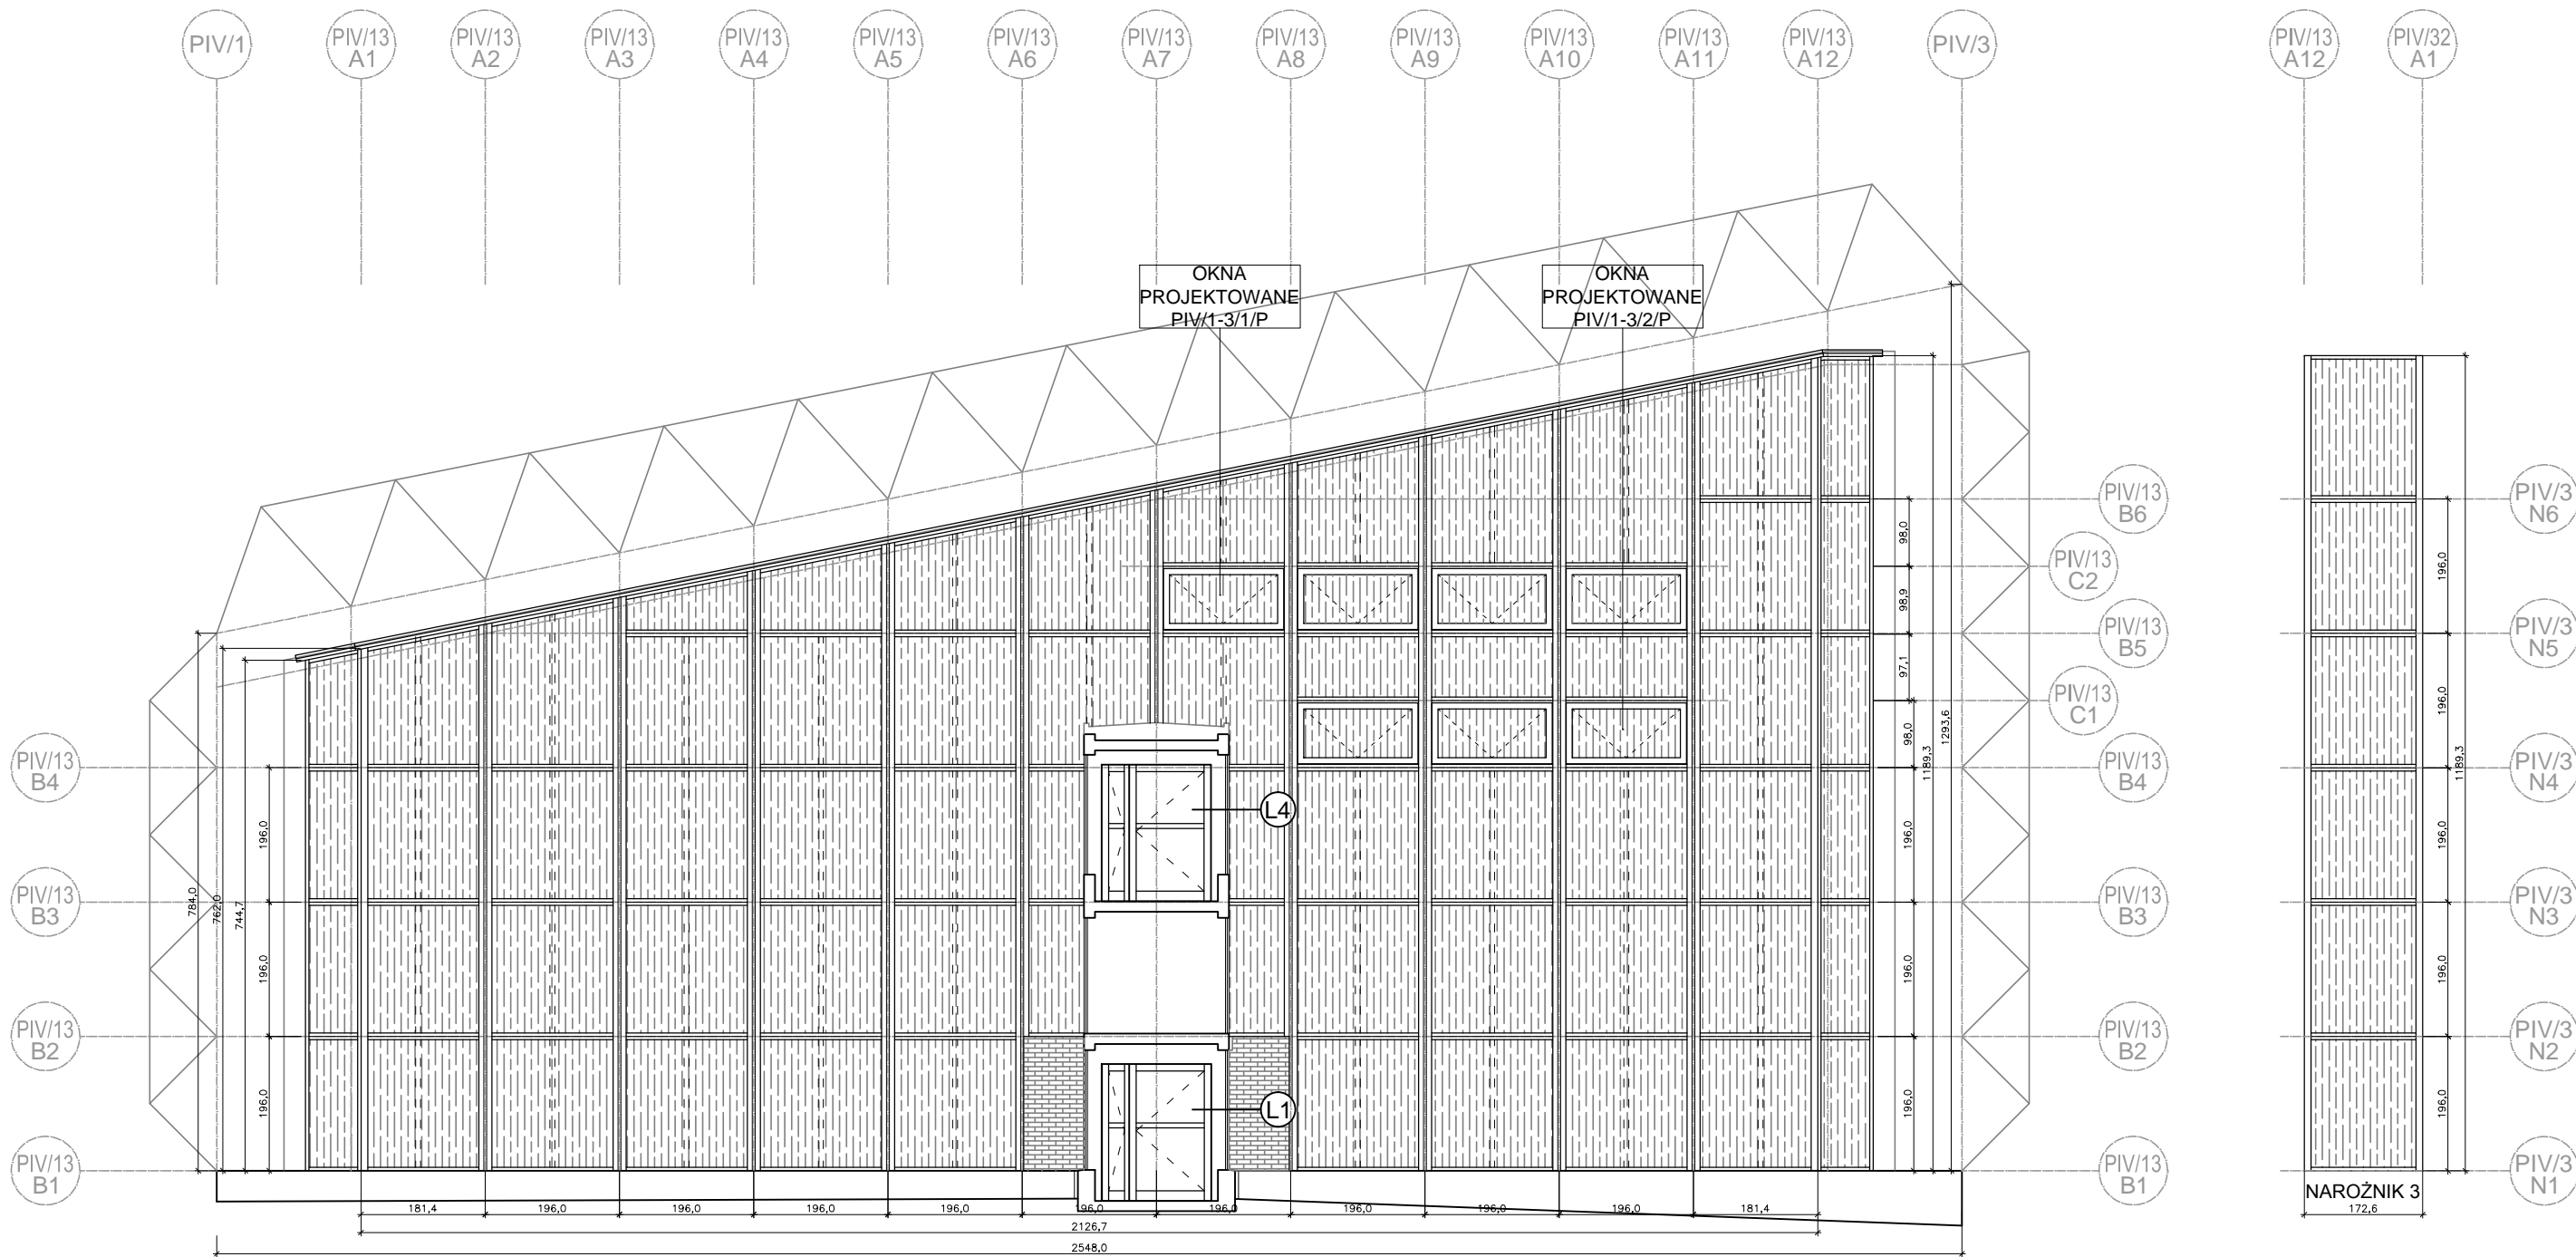 PIV/1
PIV/13
A1
PIV/13
A2
PIV/13
A3
PIV/13
A4
PIV/13
A5
PIV/13
A6
PIV/13
A7
PIV/13
A8
PIV/13
A9
PIV/13
A10
PIV/13
A11
PIV/13
A12
PIV/3
PIV/13
A12
PIV/32
A1
OKNA
PROJEKTOWANE
PIV/1-3/1/P
OKNA
PROJEKTOWANE
PIV/1-3/2/P
PIV/13
B4
PIV/13
B3
PIV/13
B2
PIV/13
B1
784,0
762,0
744,7
196,0
196,0
196,0
L4
L1
98,0
98,9
97,1
98,0
196,0
196,0
196,0
1189,3
1293,6
PIV/13
B6
PIV/13
C2
PIV/13
B5
PIV/13
C1
PIV/13
B4
PIV/13
B3
PIV/13
B2
PIV/13
B1
196,0
196,0
196,0
196,0
196,0
1189,3
PIV/3
N6
PIV/3
N5
PIV/3
N4
PIV/3
N3
PIV/3
N2
PIV/3
N1
NAROŻNIK 3
172,6
181,4
196,0
196,0
196,0
196,0
196,0
196,0
196,0
196,0
196,0
181,4
2126,7
2548,0